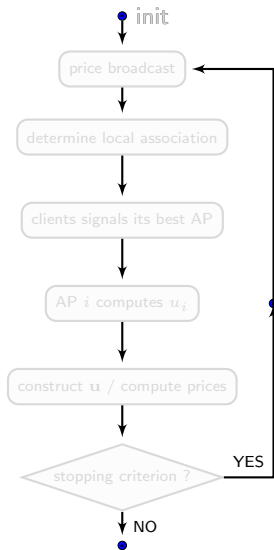 init
price broadcast
determine local association
clients signals its best AP
AP i computes u_i
construct u / compute prices
stopping criterion ?
YES
NO